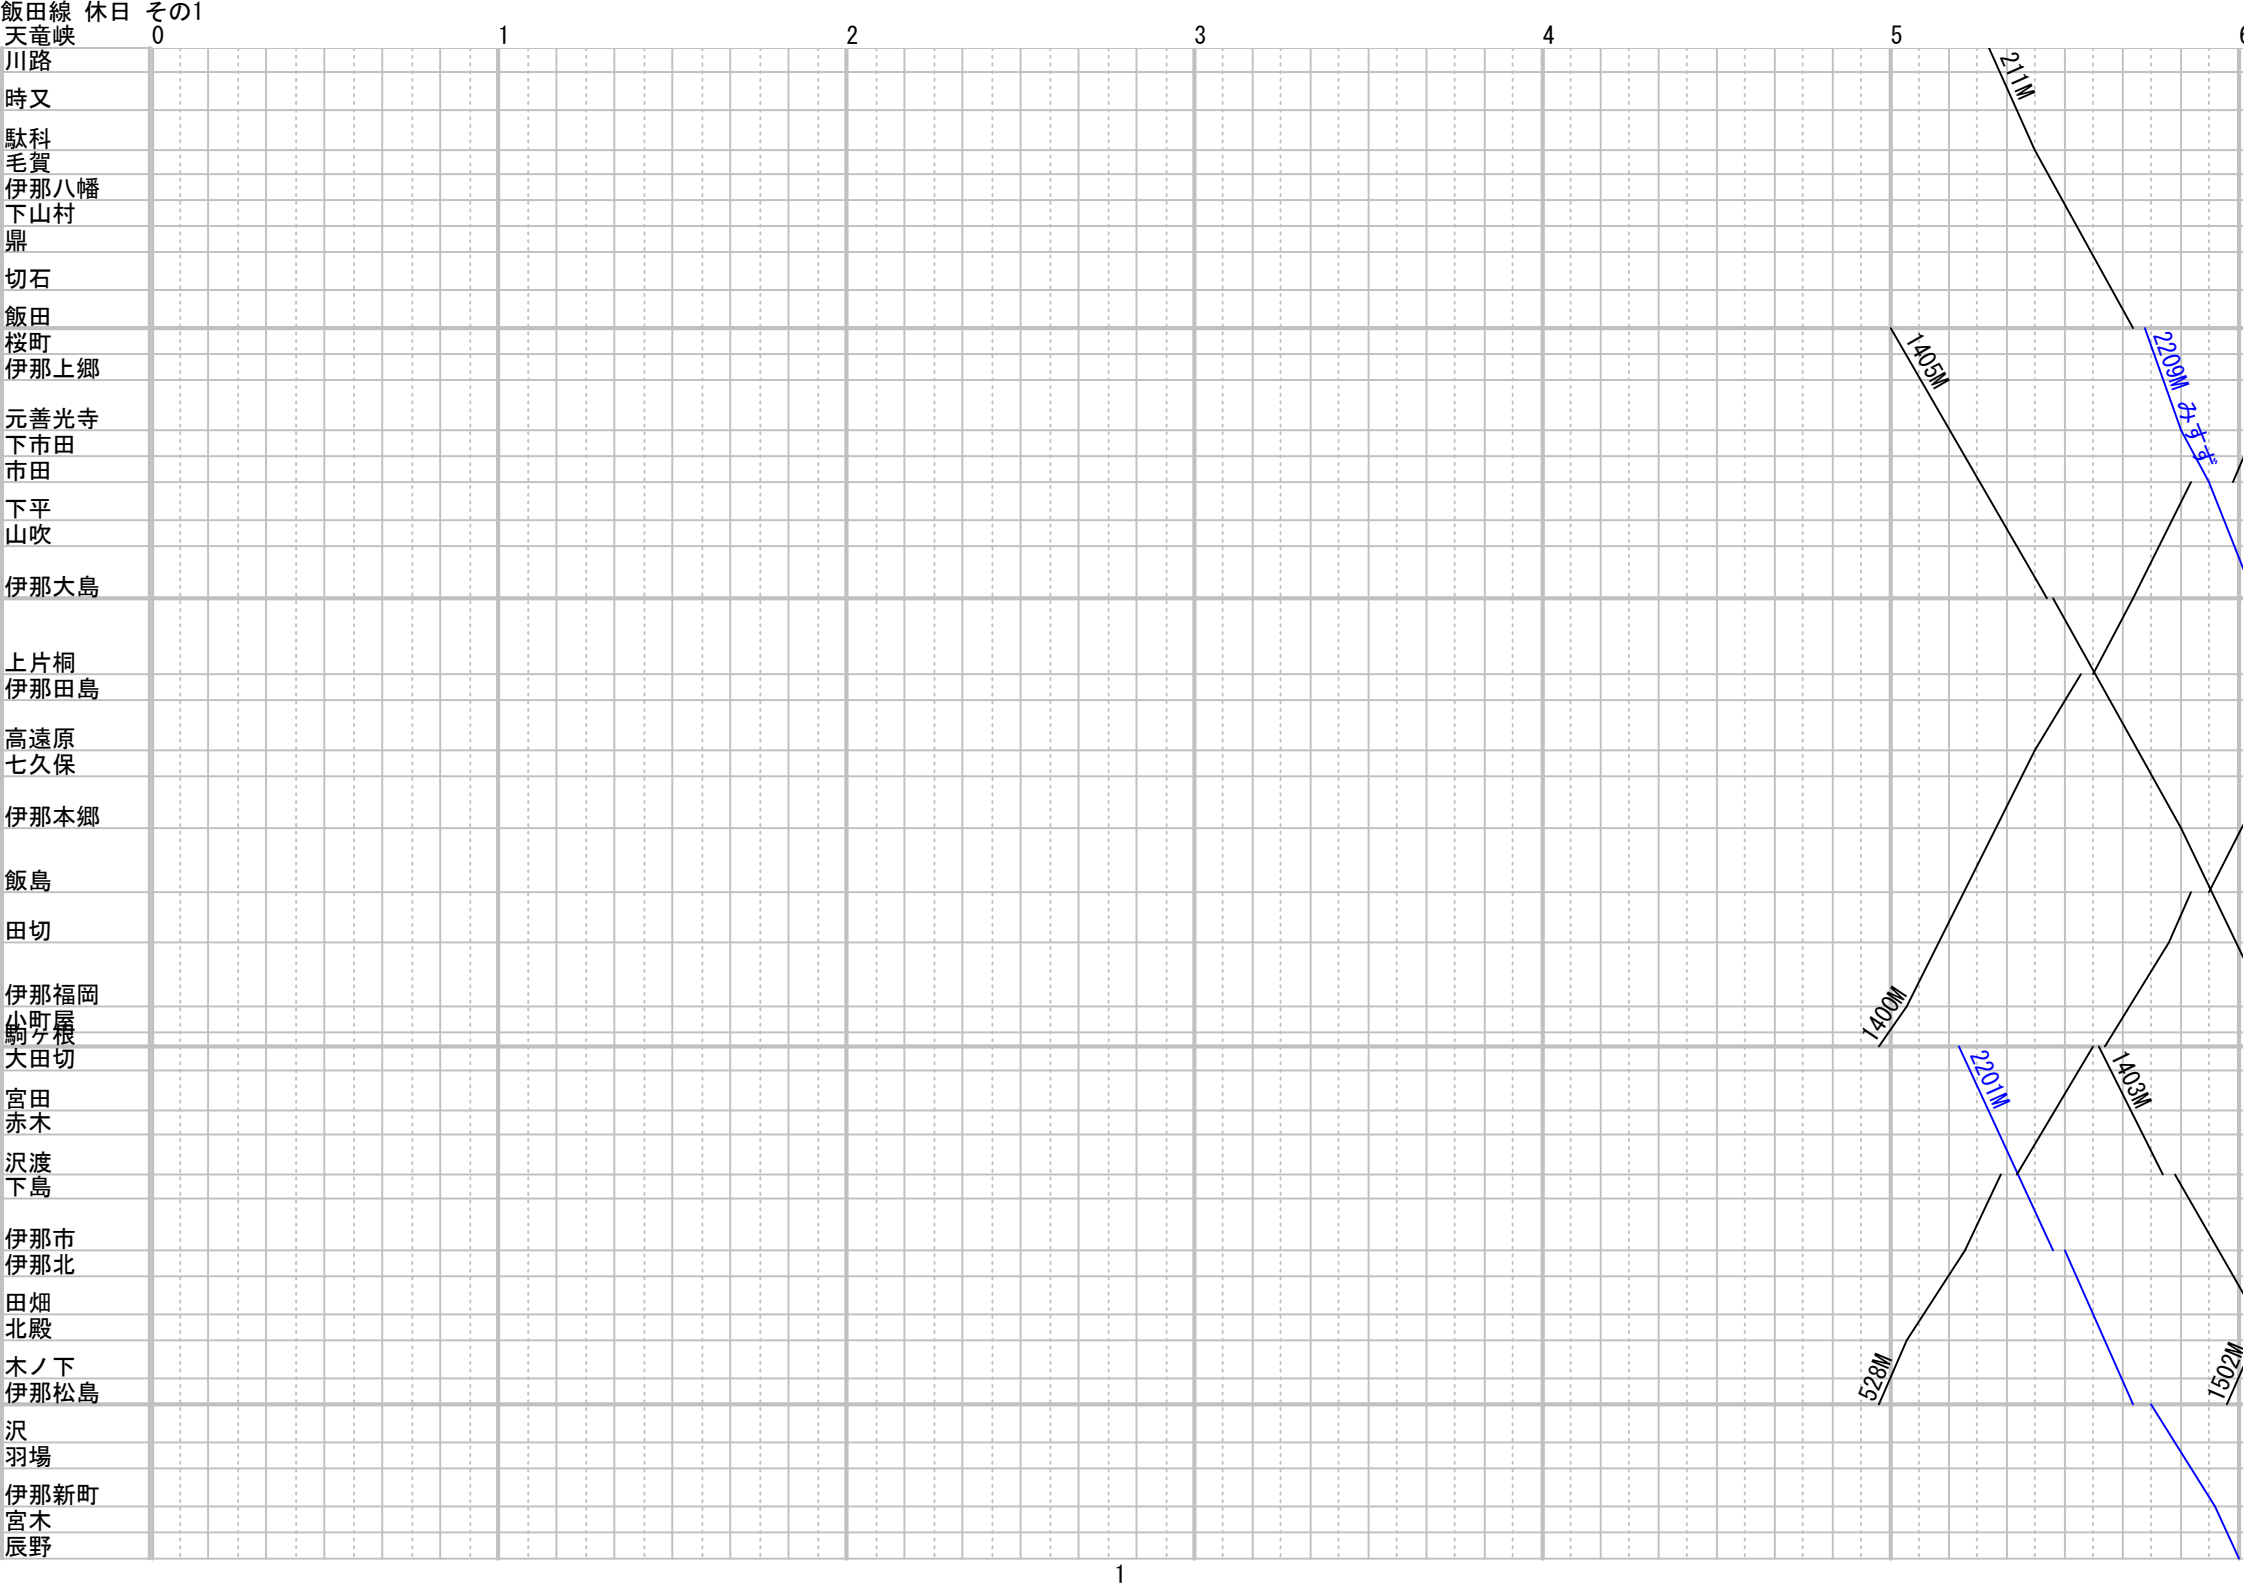 飯田線 休日 その1
天竜峡 0 1 2 3 4 5 6
川路
時又
駄科
毛賀
伊那八幡
下山村
鼎
切石
飯田
桜町
伊那上郷
元善光寺
下市田
市田
下平
山吹
伊那大島
上片桐
伊那田島
高遠原
七久保
伊那本郷
飯島
田切
伊那福岡
小町屋
駒ヶ根
大田切
宮田
赤木
沢渡
下島
伊那市
伊那北
田畑
北殿
木ノ下
伊那松島
沢
羽場
伊那新町
宮木
辰野
211M
1405M
2209M みすず
1400M
2201M
1403M
528M
1502M
1